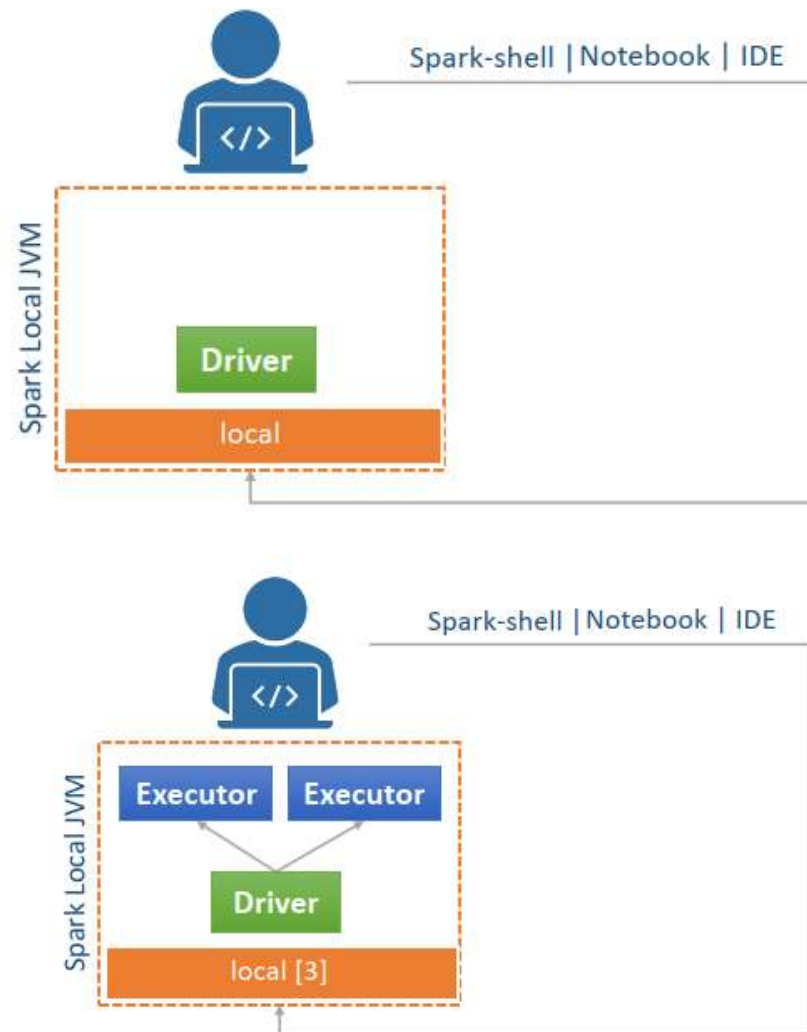 Spark-shell | Notebook | IDE
</>
Spark Local JVM
Driver
local
Spark-shell | Notebook | IDE
</>
Spark Local JVM
Executor Executor
Driver
local [3]